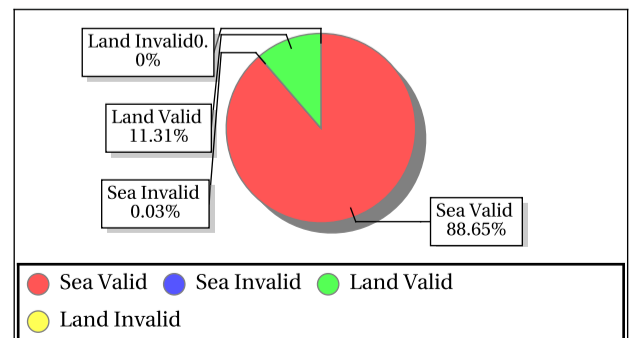 Land Invalid0.
0%
Land Valid
11.31%
Sea Invalid
0.03%
Sea Valid
88.65%
Sea Valid
Sea Invalid
Land Valid
Land Invalid